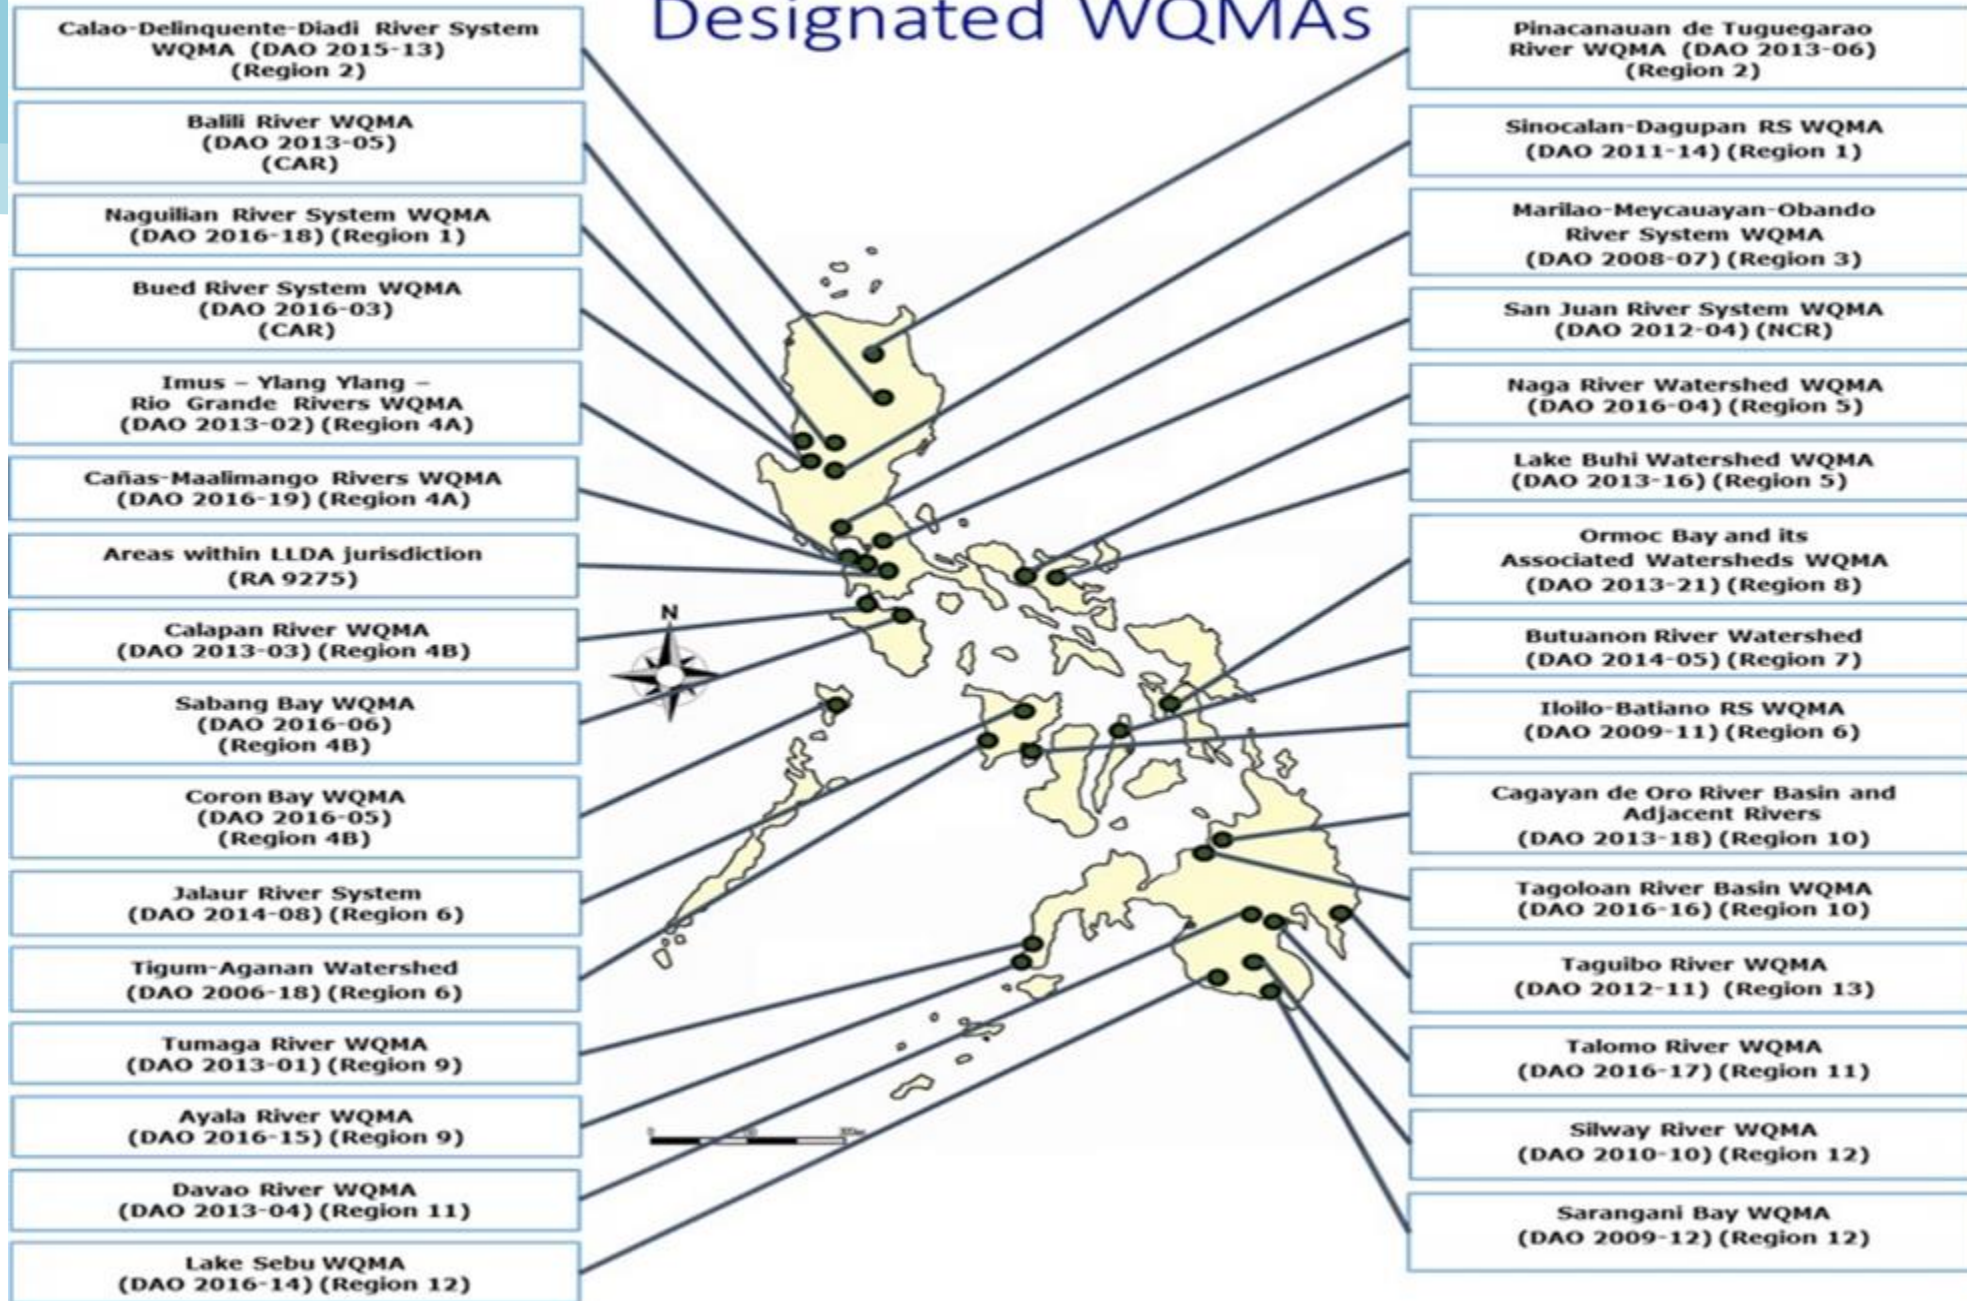 Designated WQMAs
Calao-Delinquente-Diadi River System
WQMA (DAO 2015-13)
(Region 2)
Balili River WQMA
(DAO 2013-05)
(CAR)
Naguilian River System WQMA
(DAO 2016-18) (Region 1)
Bued River System WQMA
(DAO 2016-03)
(CAR)
Imus – Ylang Ylang –
Rio Grande Rivers WQMA
(DAO 2013-02) (Region 4A)
Cañas-Maalimango Rivers WQMA
(DAO 2016-19) (Region 4A)
Areas within LLDA jurisdiction
(RA 9275)
Calapan River WQMA
(DAO 2013-03) (Region 4B)
Sabang Bay WQMA
(DAO 2016-06)
(Region 4B)
Coron Bay WQMA
(DAO 2016-05)
(Region 4B)
Jalaur River System
(DAO 2014-08) (Region 6)
Tigum-Aganan Watershed
(DAO 2006-18) (Region 6)
Tumaga River WQMA
(DAO 2013-01) (Region 9)
Ayala River WQMA
(DAO 2016-15) (Region 9)
Davao River WQMA
(DAO 2013-04) (Region 11)
Lake Sebu WQMA
(DAO 2016-14) (Region 12)
N
Pinacanauan de Tuguegarao
River WQMA (DAO 2013-06)
(Region 2)
Sinocalan-Dagupan RS WQMA
(DAO 2011-14) (Region 1)
Marilao-Meycauayan-Obando
River System WQMA
(DAO 2008-07) (Region 3)
San Juan River System WQMA
(DAO 2012-04) (NCR)
Naga River Watershed WQMA
(DAO 2016-04) (Region 5)
Lake Buhi Watershed WQMA
(DAO 2013-16) (Region 5)
Ormoc Bay and its
Associated Watersheds WQMA
(DAO 2013-21) (Region 8)
Butuanon River Watershed
(DAO 2014-05) (Region 7)
Iloilo-Batiano RS WQMA
(DAO 2009-11) (Region 6)
Cagayan de Oro River Basin and
Adjacent Rivers
(DAO 2013-18) (Region 10)
Tagoloan River Basin WQMA
(DAO 2016-16) (Region 10)
Taguibo River WQMA
(DAO 2012-11) (Region 13)
Talomo River WQMA
(DAO 2016-17) (Region 11)
Silway River WQMA
(DAO 2010-10) (Region 12)
Sarangani Bay WQMA
(DAO 2009-12) (Region 12)